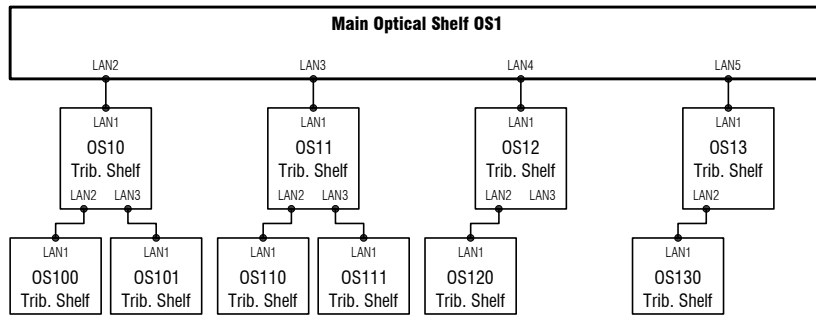 Main Optical Shelf OS1
LAN2 LAN3 LAN4 LAN5
LAN1 LAN1 LAN1 LAN1
OS10 OS11 OS12 OS13
Trib. Shelf Trib. Shelf Trib. Shelf Trib. Shelf
LAN2 LAN3 LAN2 LAN3 LAN2 LAN3 LAN2
LAN1 LAN1 LAN1 LAN1 LAN1 LAN1
OS100 OS101 OS110 OS111 OS120 OS130
Trib. Shelf Trib. Shelf Trib. Shelf Trib. Shelf Trib. Shelf Trib. Shelf